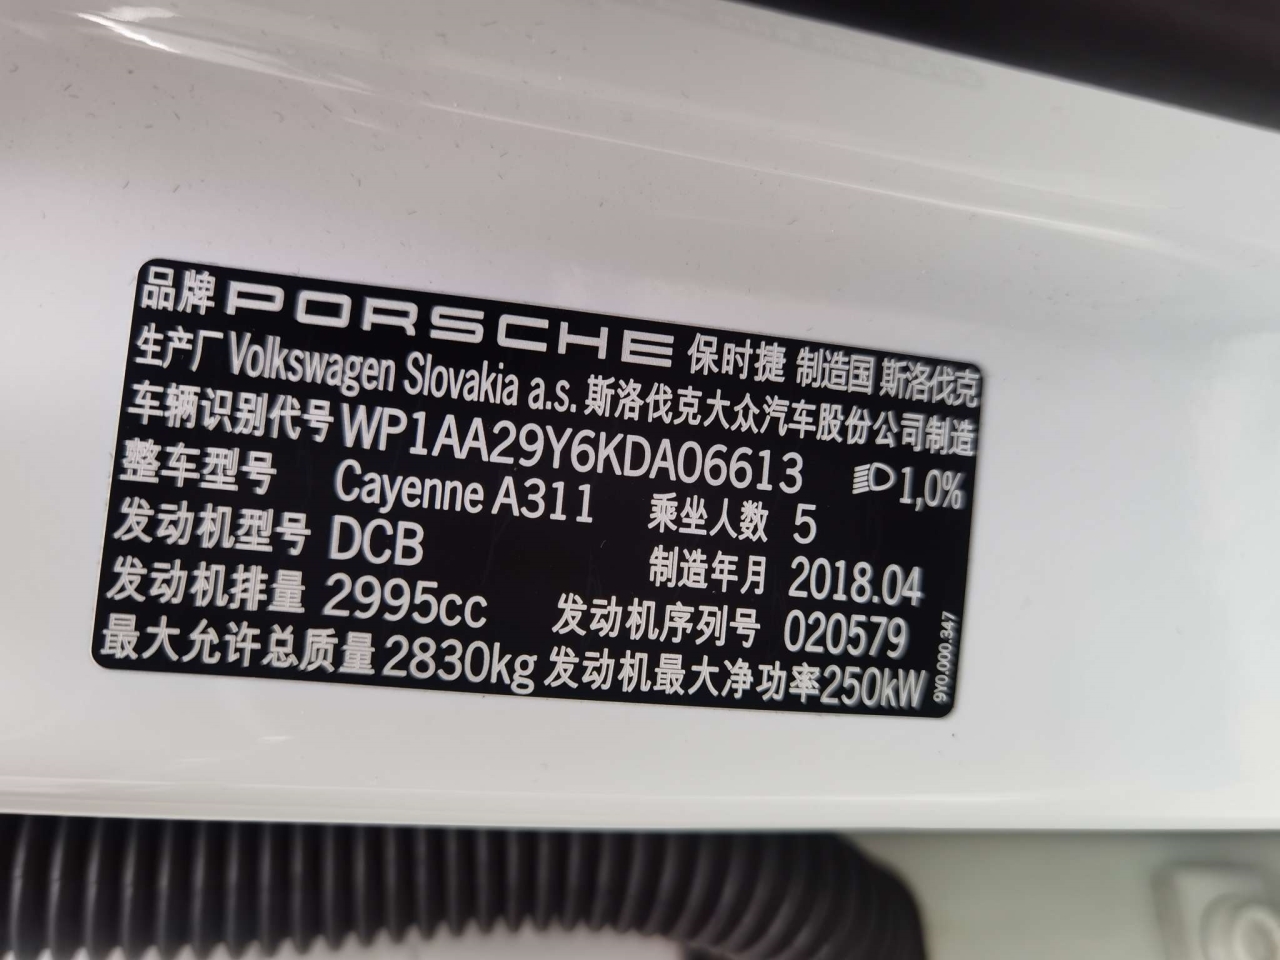 品牌 PORSCHE 保时捷 制造国 斯洛伐克
生产厂 Volkswagen Slovakia a.s. 斯洛伐克大众汽车股份公司制造
车辆识别代号 WP1AA29Y6KDA06613 1,0%
整车型号 Cayenne A311 乘坐人数 5
发动机型号 DCB 制造年月 2018.04
发动机排量 2995cc 发动机序列号 020579
最大允许总质量 2830kg 发动机最大净功率 250kW
9Y0.000.347